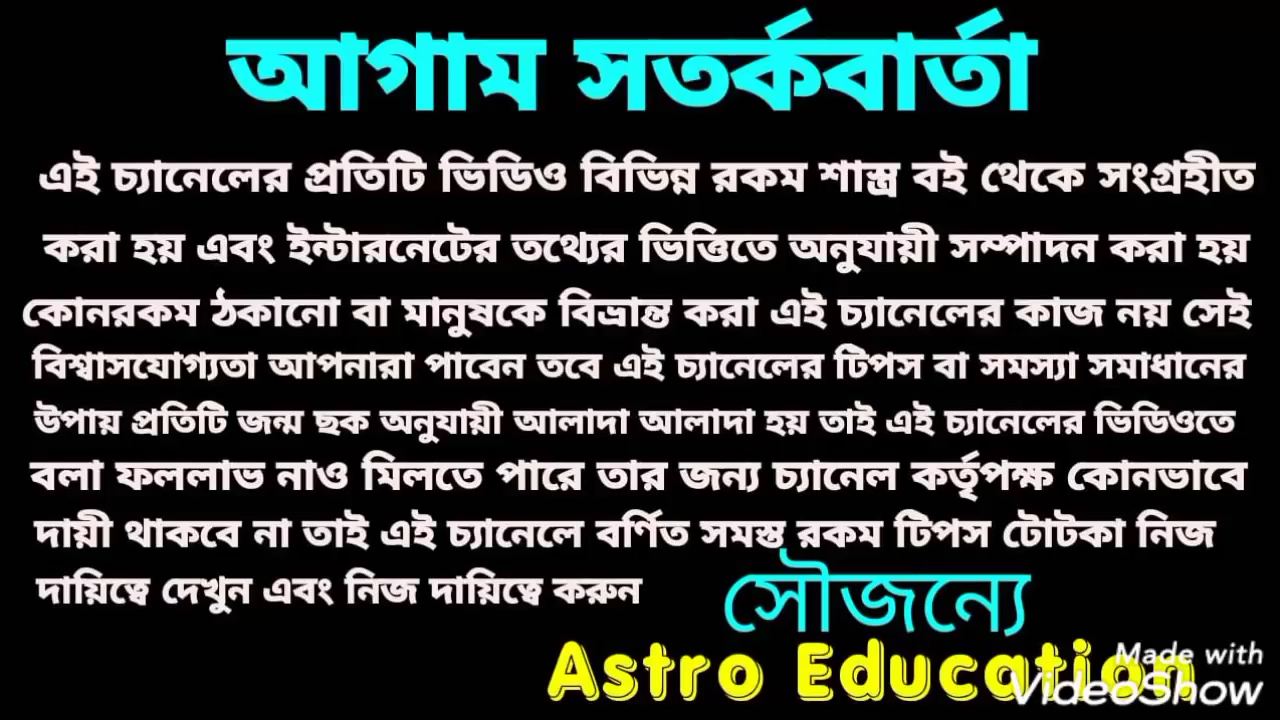 আগাম সতর্কবার্তা
এই চ্যানেলের প্রতিটি ভিডিও বিভিন্ন রকম শাস্ত্র বই থেকে সংগ্রহীত
করা হয় এবং ইন্টারনেটের তথ্যের ভিত্তিতে অনুযায়ী সম্পাদন করা হয়
কোনরকম ঠকানো বা মানুষকে বিভ্রান্ত করা এই চ্যানেলের কাজ নয় সেই
বিশ্বাসযোগ্যতা আপনারা পাবেন তবে এই চ্যানেলের টিপস বা সমস্যা সমাধানের
উপায় প্রতিটি জন্ম ছক অনুযায়ী আলাদা আলাদা হয় তাই এই চ্যানেলের ভিডিওতে
বলা ফললাভ নাও মিলতে পারে তার জন্য চ্যানেল কর্তৃপক্ষ কোনভাবে
দায়ী থাকবে না তাই এই চ্যানেলে বর্ণিত সমস্ত রকম টিপস টোটকা নিজ
দায়িত্বে দেখুন এবং নিজ দায়িত্বে করুন
সৌজন্যে
Astro Education
Made with
VideoShow